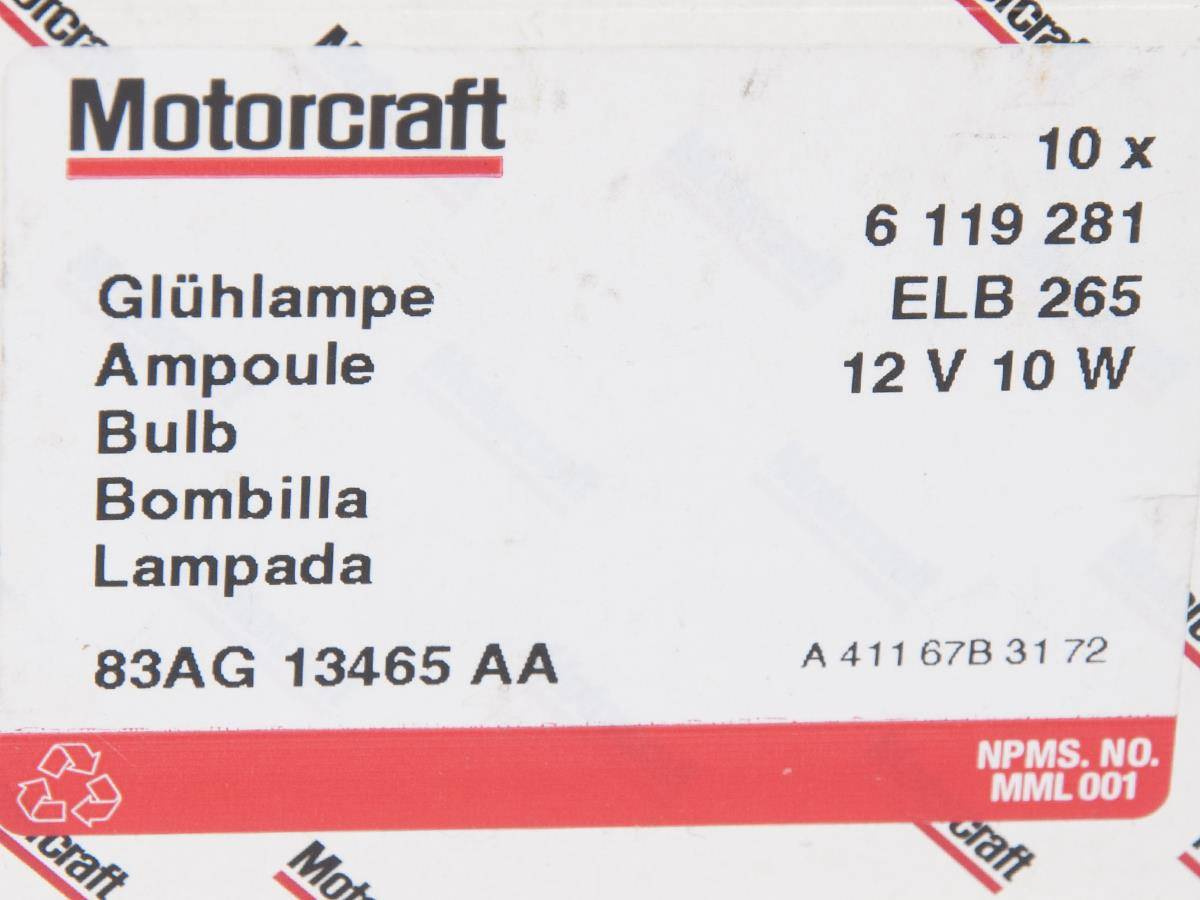 Motorcraft
10 x
6 119 281
ELB 265
12 V 10 W
Glühlampe
Ampoule
Bulb
Bombilla
Lampada
83AG 13465 AA
A 411 67B 31 72
NPMS. NO.
MML 001